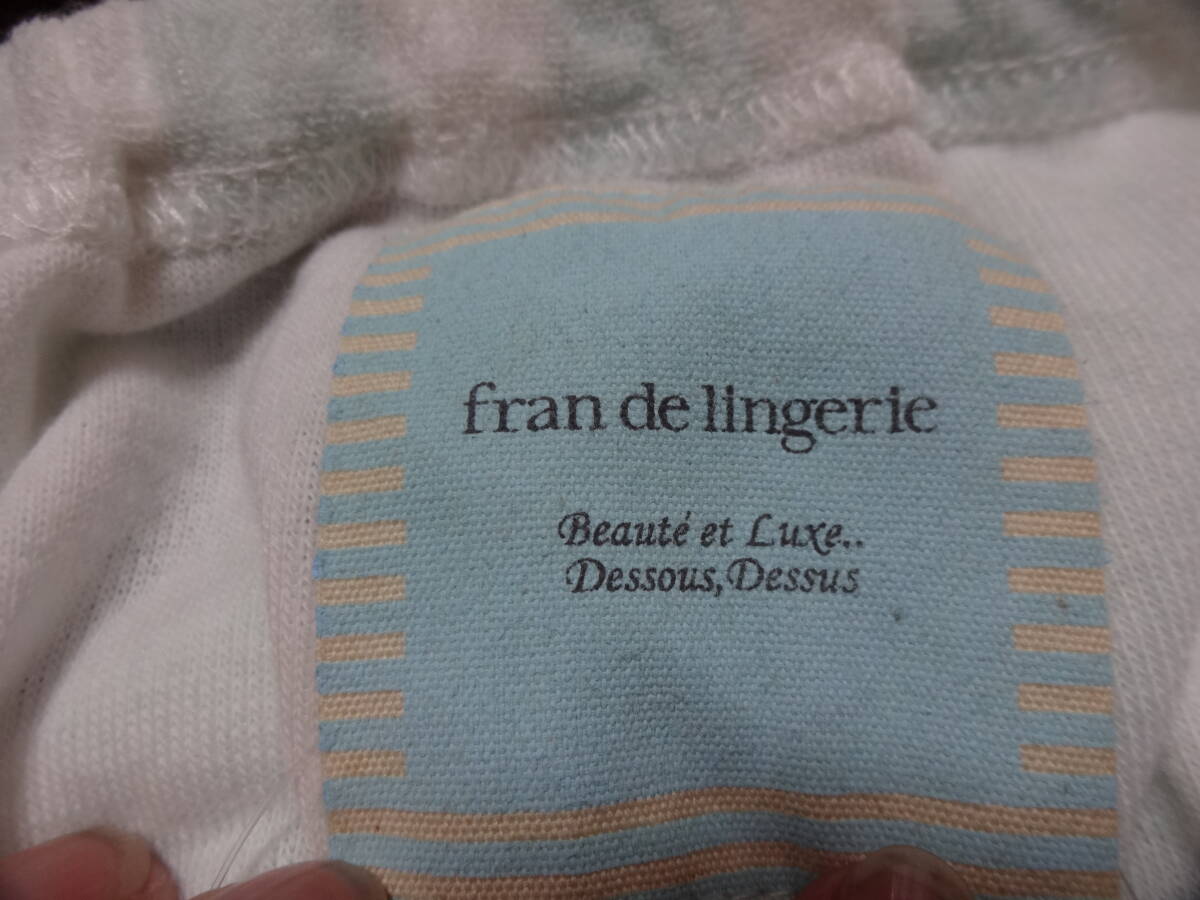 fran de lingerie
Beauté et Luxe..
Dessous, Dessus